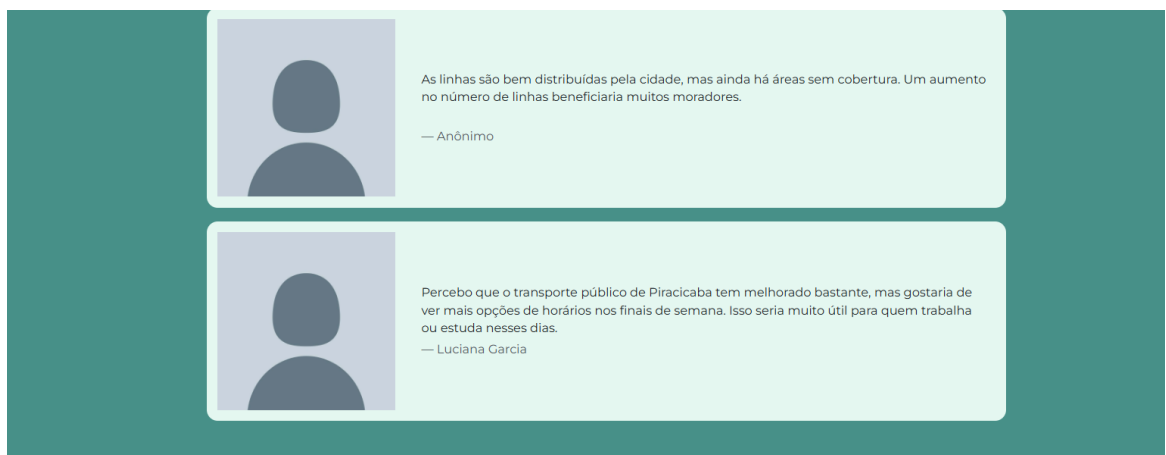 As linhas são bem distribuídas pela cidade, mas ainda há áreas sem cobertura. Um aumento
no número de linhas beneficiaria muitos moradores.
— Anônimo
Percebo que o transporte público de Piracicaba tem melhorado bastante, mas gostaria de
ver mais opções de horários nos finais de semana. Isso seria muito útil para quem trabalha
ou estuda nesses dias.
— Luciana Garcia